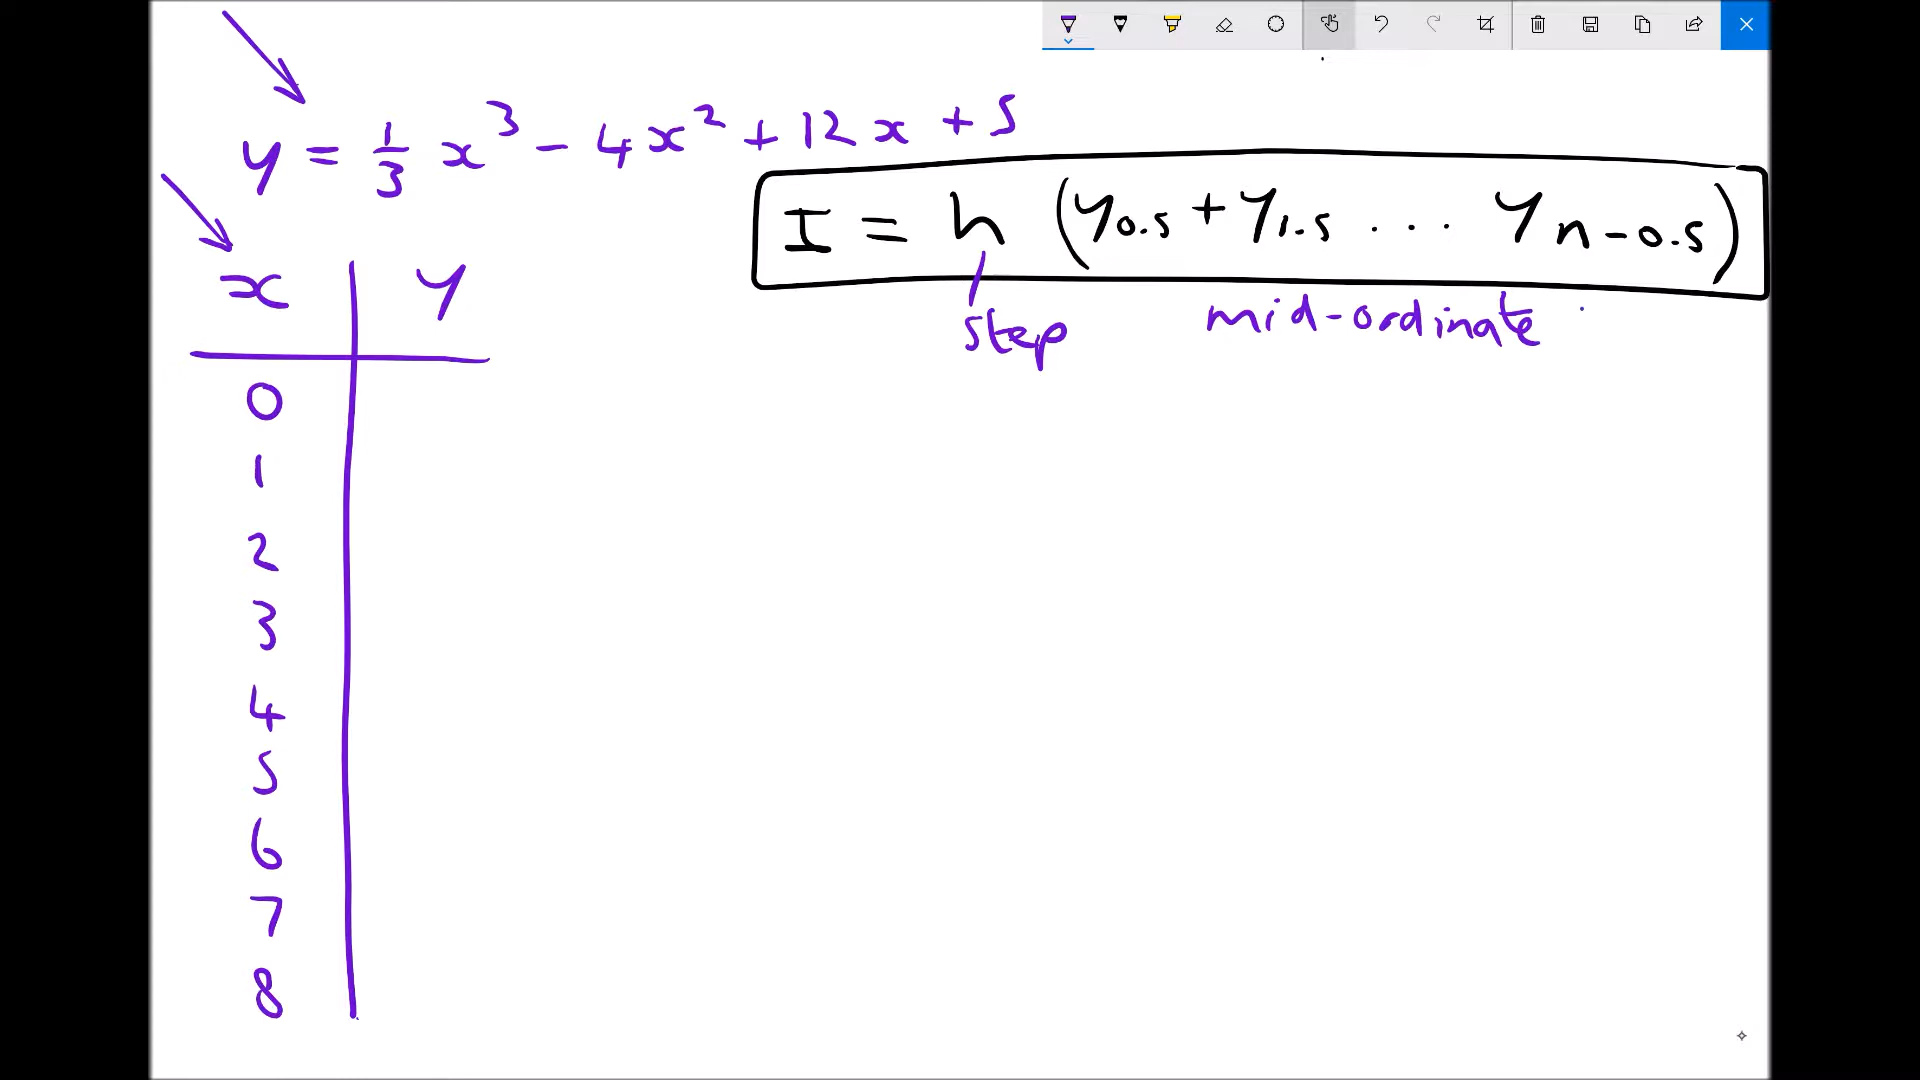 y = 1/3 x³ - 4x² + 12x + 5
I = h (y0.5 + y1.5 ... yn-0.5)
step mid-ordinate
x y
0
1
2
3
4
5
6
7
8